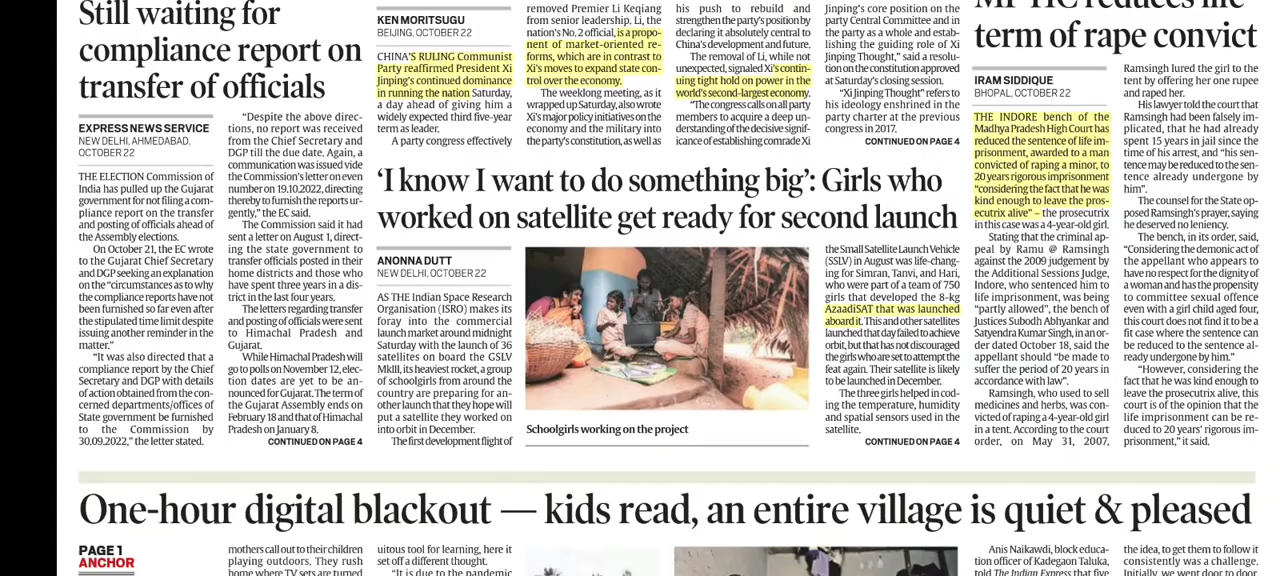 Still waiting for
compliance report on
transfer of officials
EXPRESS NEWS SERVICE
NEW DELHI, AHMEDABAD,
OCTOBER 22
THE ELECTION Commission of
India has pulled up the Gujarat
government for not filing a com-
pliance report on the transfer
and posting of officials ahead of
the Assembly elections.
On October 21, the EC wrote
to the Gujarat Chief Secretary
and DGP seeking an explanation
on the “circumstances as to why
the compliance reports have not
been furnished so far even after
the stipulated time limit despite
issuing another reminder in the
matter.”
“It was also directed that a
compliance report by the Chief
Secretary and DGP with details
of action obtained from the con-
cerned departments/offices of
State government be furnished
to the Commission by
30.09.2022,” the letter stated.
“Despite the above direc-
tions, no report was received
from the Chief Secretary and
DGP till the due date. Again, a
communication was issued vide
the Commission’s letter on even
number on 19.10.2022, directing
thereby to furnish the reports ur-
gently,” the EC said.
The Commission said it had
sent a letter on August 1, direct-
ing the state government to
transfer officials posted in their
home districts and those who
have spent three years in a dis-
trict in the last four years.
The letters regarding transfer
and posting of officials were sent
to Himachal Pradesh and
Gujarat.
While Himachal Pradesh will
go to polls on November 12, elec-
tion dates are yet to be an-
nounced for Gujarat. The term of
the Gujarat Assembly ends on
February 18 and that of Himachal
Pradesh on January 8.
CONTINUED ON PAGE 4
KEN MORITSUGU
BEIJING, OCTOBER 22
CHINA’S RULING Communist
Party reaffirmed President Xi
Jinping’s continued dominance
in running the nation Saturday,
a day ahead of giving him a
widely expected third five-year
term as leader.
A party congress effectively
removed Premier Li Keqiang
from senior leadership. Li, the
nation’s No. 2 official, is a propo-
nent of market-oriented re-
forms, which are in contrast to
Xi’s moves to expand state con-
trol over the economy.
The weeklong meeting, as it
wrapped up Saturday, also wrote
Xi’s major policy initiatives on the
economy and the military into
the party’s constitution, as well as
his push to rebuild and
strengthen the party’s position by
declaring it absolutely central to
China’s development and future.
The removal of Li, while not
unexpected, signaled Xi’s contin-
uing tight hold on power in the
world’s second-largest economy.
“The congress calls on all party
members to acquire a deep un-
derstanding of the decisive signif-
icance of establishing comrade Xi
Jinping’s core position on the
party Central Committee and in
the party as a whole and estab-
lishing the guiding role of Xi
Jinping Thought,” said a resolu-
tion on the constitution approved
at Saturday’s closing session.
“Xi Jinping Thought” refers to
his ideology enshrined in the
party charter at the previous
congress in 2017.
CONTINUED ON PAGE 4
‘I know I want to do something big’: Girls who
worked on satellite get ready for second launch
ANONNA DUTT
NEW DELHI, OCTOBER 22
AS THE Indian Space Research
Organisation (ISRO) makes its
foray into the commercial
launch market around midnight
Saturday with the launch of 36
satellites on board the GSLV
MkIII, its heaviest rocket, a group
of schoolgirls from around the
country are preparing for an-
other launch that they hope will
put a satellite they worked on
into orbit in December.
The first development flight of
Schoolgirls working on the project
the Small Satellite Launch Vehicle
(SSLV) in August was life-chang-
ing for Simran, Tanvi, and Hari,
who were part of a team of 750
girls that developed the 8-kg
AzaadiSAT that was launched
aboard it. This and other satellites
launched that day failed to achieve
orbit, but that has not discouraged
the girls who are set to attempt the
feat again. Their satellite is likely
to be launched in December.
The three girls helped in cod-
ing the temperature, humidity
and spatial sensors used in the
satellite.
CONTINUED ON PAGE 4
MP HC reduces life
term of rape convict
IRAM SIDDIQUE
BHOPAL, OCTOBER 22
THE INDORE bench of the
Madhya Pradesh High Court has
reduced the sentence of life im-
prisonment, awarded to a man
convicted of raping a minor, to
20 years rigorous imprisonment
“considering the fact that he was
kind enough to leave the pros-
ecutrix alive” – the prosecutrix
in this case was a 4-year-old girl.
Stating that the criminal ap-
peal by Ramu @ Ramsingh
against the 2009 judgement by
the Additional Sessions Judge,
Indore, who sentenced him to
life imprisonment, was being
“partly allowed”, the bench of
Justices Subodh Abhyankar and
Satyendra Kumar Singh, in an or-
der dated October 18, said the
appellant should “be made to
suffer the period of 20 years in
accordance with law”.
Ramsingh, who used to sell
medicines and herbs, was con-
victed of raping a 4-year-old girl
in a tent. According to the court
order, on May 31, 2007,
Ramsingh lured the girl to the
tent by offering her one rupee
and raped her.
His lawyer told the court that
Ramsingh had been falsely im-
plicated, that he had already
spent 15 years in jail since the
time of his arrest, and “his sen-
tence may be reduced to the sen-
tence already undergone by
him”.
The counsel for the State op-
posed Ramsingh’s prayer, saying
he deserved no leniency.
The bench, in its order, said,
“Considering the demonic act of
the appellant who appears to
have no respect for the dignity of
a woman and has the propensity
to committee sexual offence
even with a girl child aged four,
this court does not find it to be a
fit case where the sentence can
be reduced to the sentence al-
ready undergone by him.”
“However, considering the
fact that he was kind enough to
leave the prosecutrix alive, this
court is of the opinion that the
life imprisonment can be re-
duced to 20 years’ rigorous im-
prisonment,” it said.
One-hour digital blackout — kids read, an entire village is quiet & pleased
PAGE 1
ANCHOR
mothers call out to their children
playing outdoors. They rush
home where TV sets are turned
uitous tool for learning, here it
set off a different thought.
“It is due to the pandemic
Anis Naikawdi, block educa-
tion officer of Kadegaon Taluka,
told The Indian Express that five
the idea, to get them to follow it
consistently was a challenge.
Initially, we went door to door